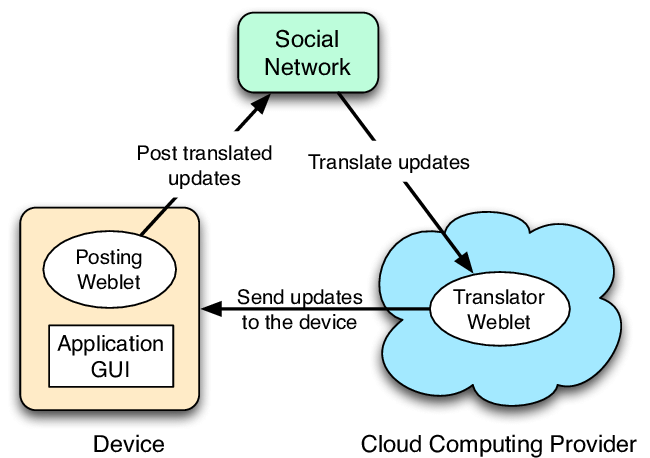 Social
Network
Post translated
updates
Translate updates
Posting
Weblet
Send updates
to the device
Translator
Weblet
Application
GUI
Device
Cloud Computing Provider